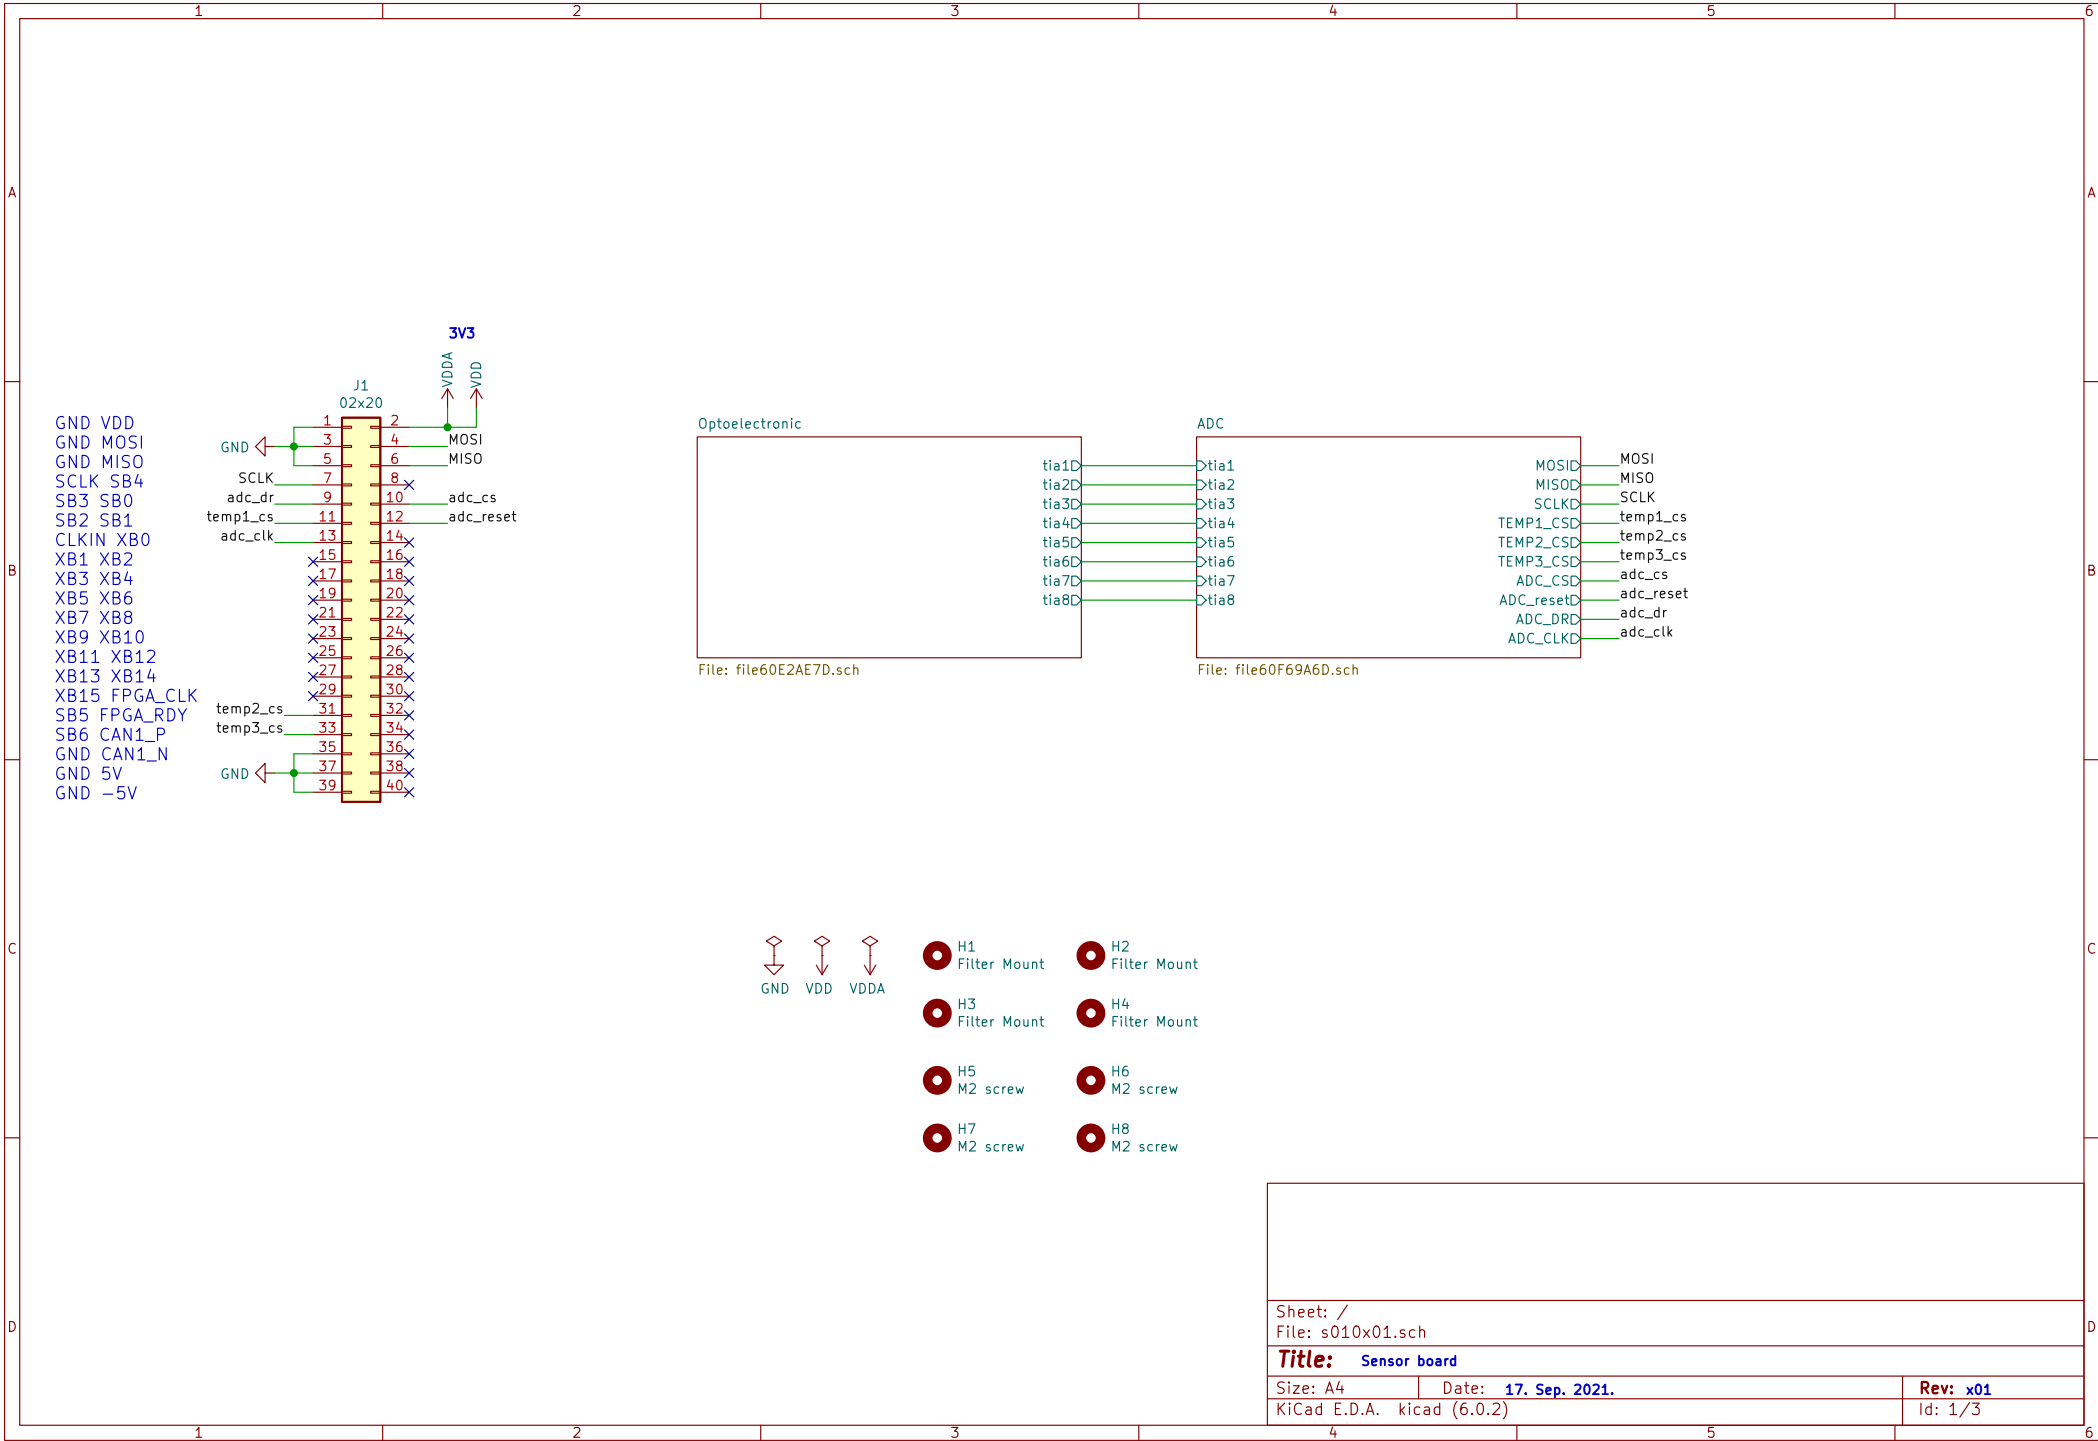 1 2 3 4 5 6
A A
3V3
VDDA VDD
J1
02x20
GND VDD
GND MOSI
GND MISO
SCLK SB4
SB3 SB0
SB2 SB1
CLKIN XB0
XB1 XB2
XB3 XB4
XB5 XB6
XB7 XB8
XB9 XB10
XB11 XB12
XB13 XB14
XB15 FPGA_CLK
SB5 FPGA_RDY
SB6 CAN1_P
GND CAN1_N
GND 5V
GND -5V
1 2
GND 3 4 MOSI
5 6 MISO
SCLK 7 8
adc_dr 9 10 adc_cs
temp1_cs 11 12 adc_reset
adc_clk 13 14
15 16
17 18
19 20
21 22
23 24
25 26
27 28
29 30
temp2_cs 31 32
temp3_cs 33 34
35 36
GND 37 38
39 40
Optoelectronic
tia1
tia2
tia3
tia4
tia5
tia6
tia7
tia8
File: file60E2AE7D.sch
ADC
tia1
tia2
tia3
tia4
tia5
tia6
tia7
tia8
MOSI MOSI
MISO MISO
SCLK SCLK
TEMP1_CS temp1_cs
TEMP2_CS temp2_cs
TEMP3_CS temp3_cs
ADC_CS adc_cs
ADC_reset adc_reset
ADC_DR adc_dr
ADC_CLK adc_clk
File: file60F69A6D.sch
B B
C C
GND VDD VDDA
H1
Filter Mount
H2
Filter Mount
H3
Filter Mount
H4
Filter Mount
H5
M2 screw
H6
M2 screw
H7
M2 screw
H8
M2 screw
D D
Sheet: /
File: s010x01.sch
Title: Sensor board
Size: A4 Date: 17. Sep. 2021. Rev: x01
KiCad E.D.A. kicad (6.0.2) Id: 1/3
1 2 3 4 5 6